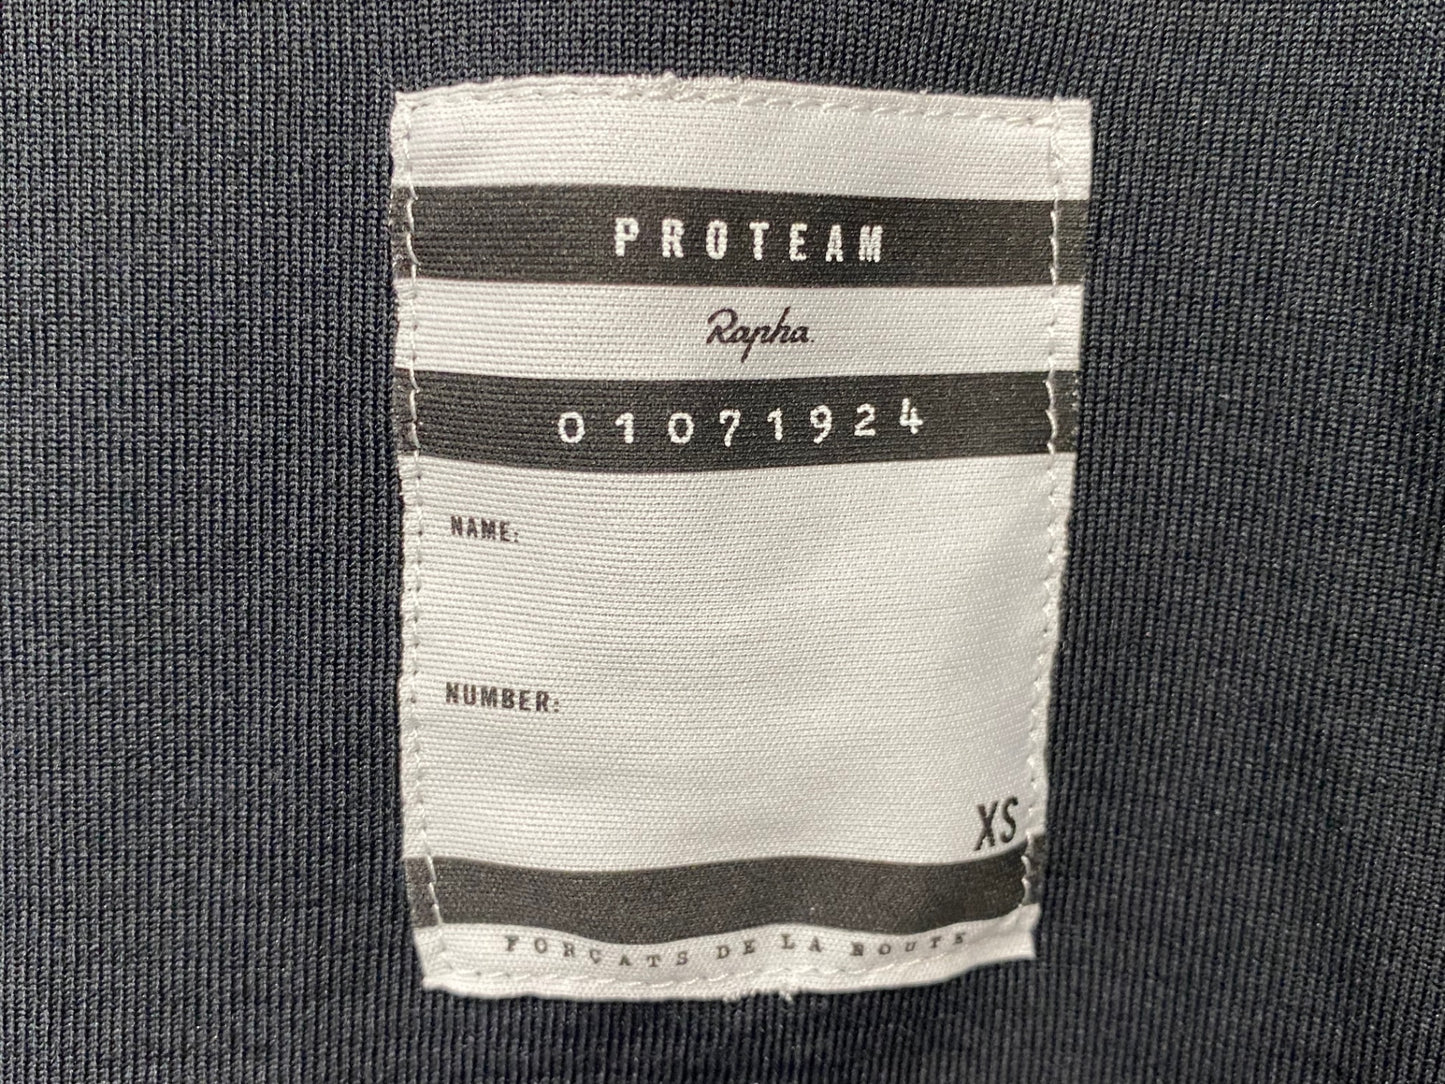 PROTEAM
Rapha
01071924
NAME:
NUMBER:
XS
FORÇATS DE LA ROUTE